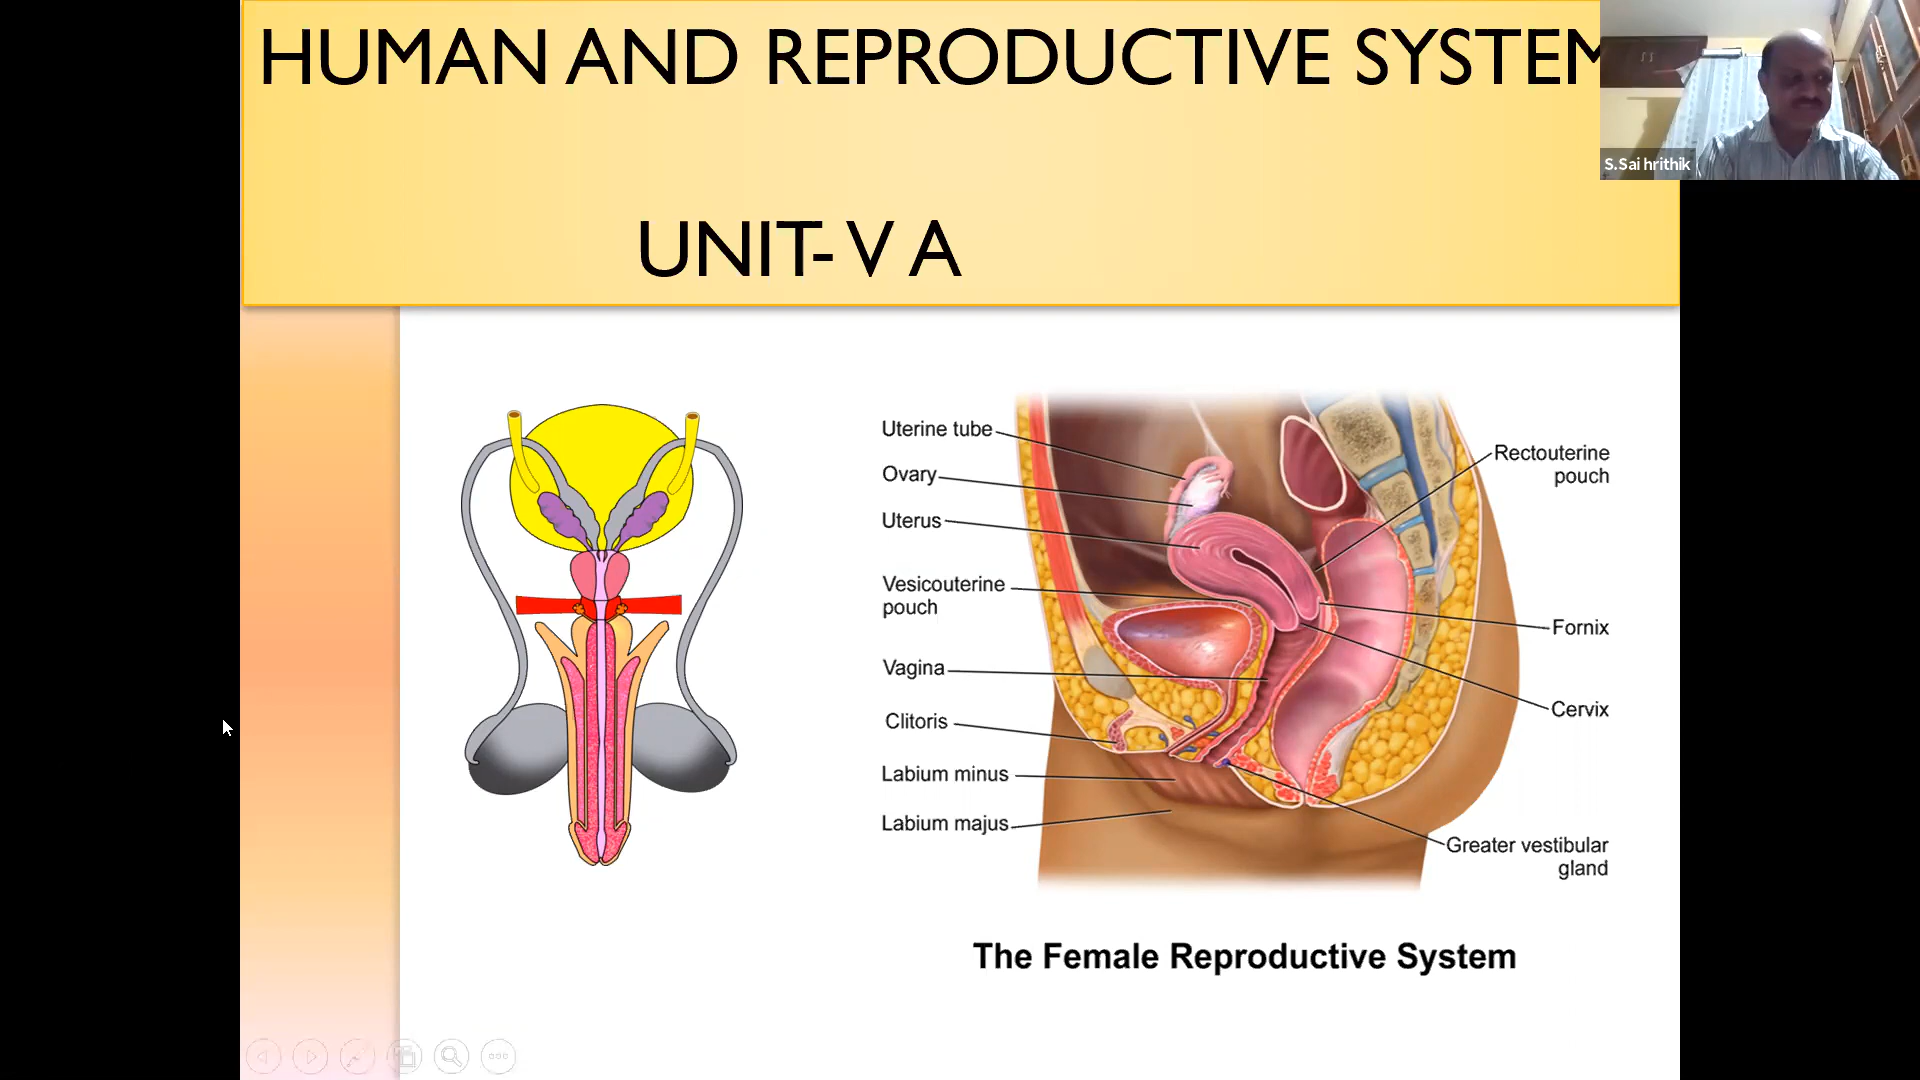 HUMAN AND REPRODUCTIVE SYSTEM
UNIT- V A
S.Sai hrithik
Uterine tube
Ovary
Uterus
Vesicouterine
pouch
Vagina
Clitoris
Labium minus
Labium majus
Rectouterine
pouch
Fornix
Cervix
Greater vestibular
gland
The Female Reproductive System